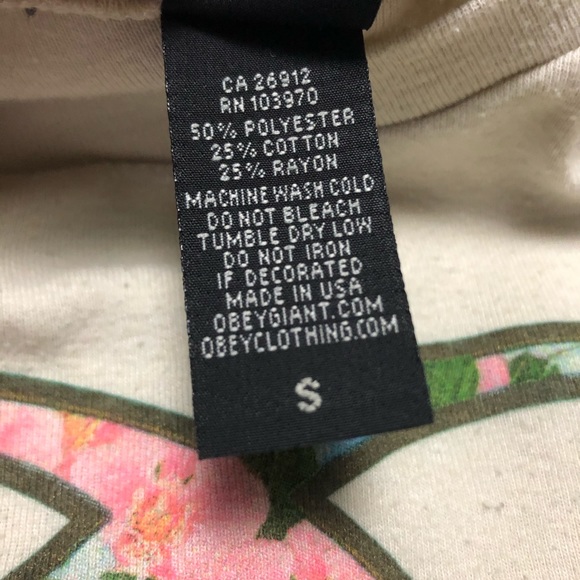 CA 26912
RN 103970
50% POLYESTER
25% COTTON
25% RAYON
MACHINE WASH COLD
DO NOT BLEACH
TUMBLE DRY LOW
DO NOT IRON
IF DECORATED
MADE IN USA
OBEYGIANT.COM
OBEYCLOTHING.COM
S